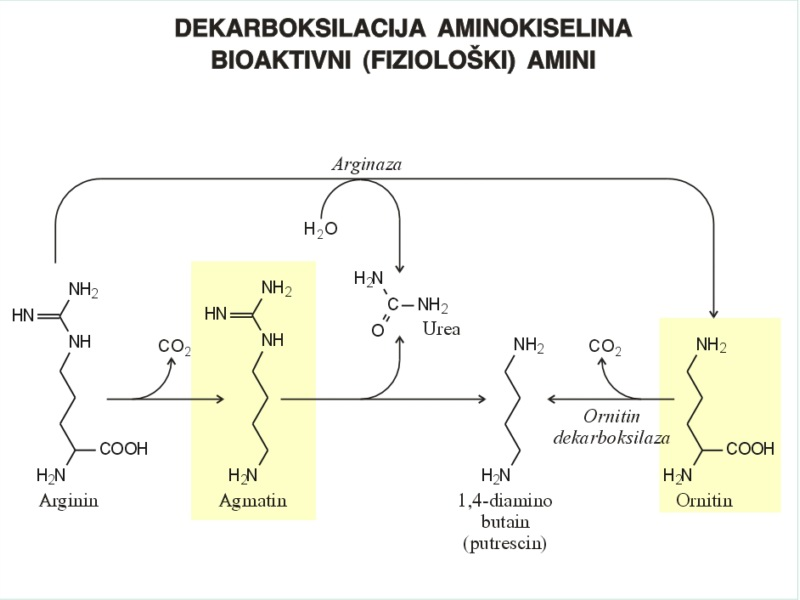 DEKARBOKSILACIJA AMINOKISELINA
BIOAKTIVNI (FIZIOLOŠKI) AMINI
Arginaza
H₂O
NH₂
HN
NH
COOH
H₂N
Arginin
CO₂
NH₂
HN
NH
H₂N
Agmatin
H₂N
C
NH₂
O
Urea
NH₂
H₂N
1,4-diamino
butain
(putrescin)
CO₂
Ornitin
dekarboksilaza
NH₂
COOH
H₂N
Ornitin